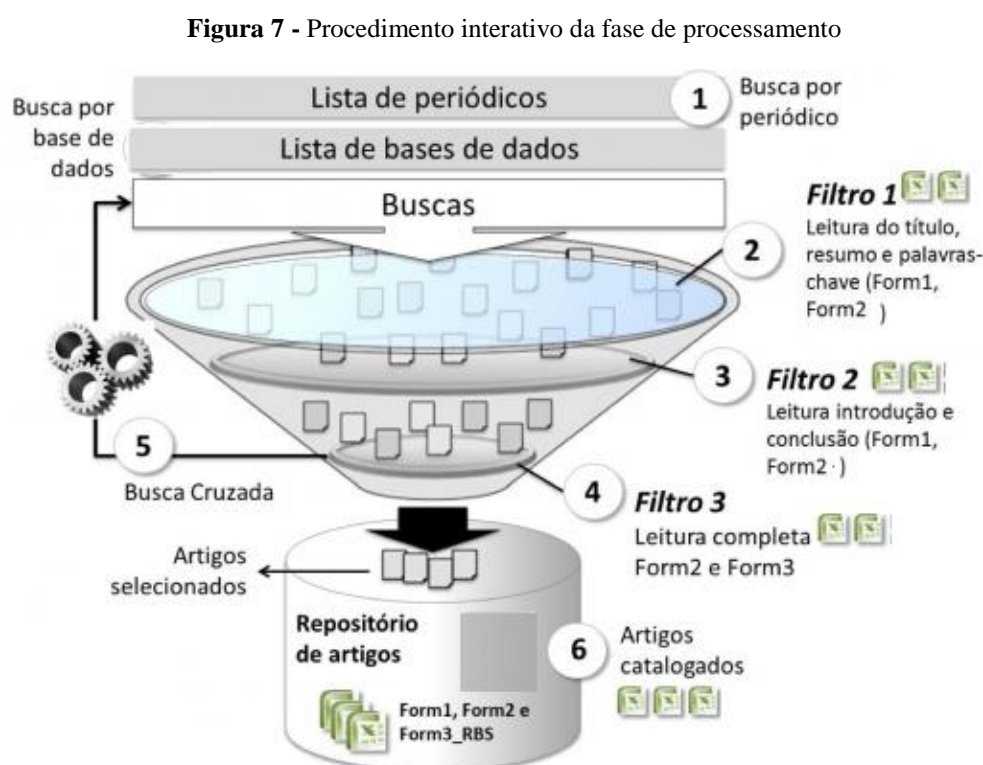 Figura 7 - Procedimento interativo da fase de processamento
Lista de periódicos
1
Busca por
periódico
Busca por
base de
dados
Lista de bases de dados
Buscas
Filtro 1
2
Leitura do título,
resumo e palavras-
chave (Form1,
Form2 )
3
Filtro 2
Leitura introdução e
conclusão (Form1,
Form2 )
5
Busca Cruzada
4
Filtro 3
Leitura completa
Form2 e Form3
Artigos
selecionados
Repositório
de artigos
6
Artigos
catalogados
Form1, Form2 e
Form3_RBS